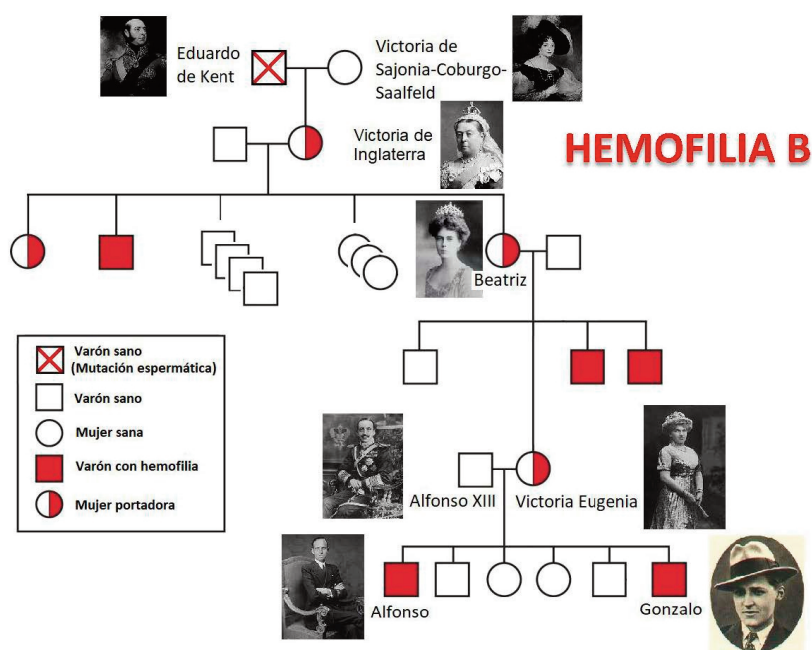 Eduardo
de Kent
Victoria de
Sajonia-Coburgo-
Saalfeld
Victoria de
Inglaterra
HEMOFILIA B
Beatriz
Varón sano
(Mutación espermática)
Varón sano
Mujer sana
Varón con hemofilia
Mujer portadora
Alfonso XIII
Victoria Eugenia
Alfonso
Gonzalo